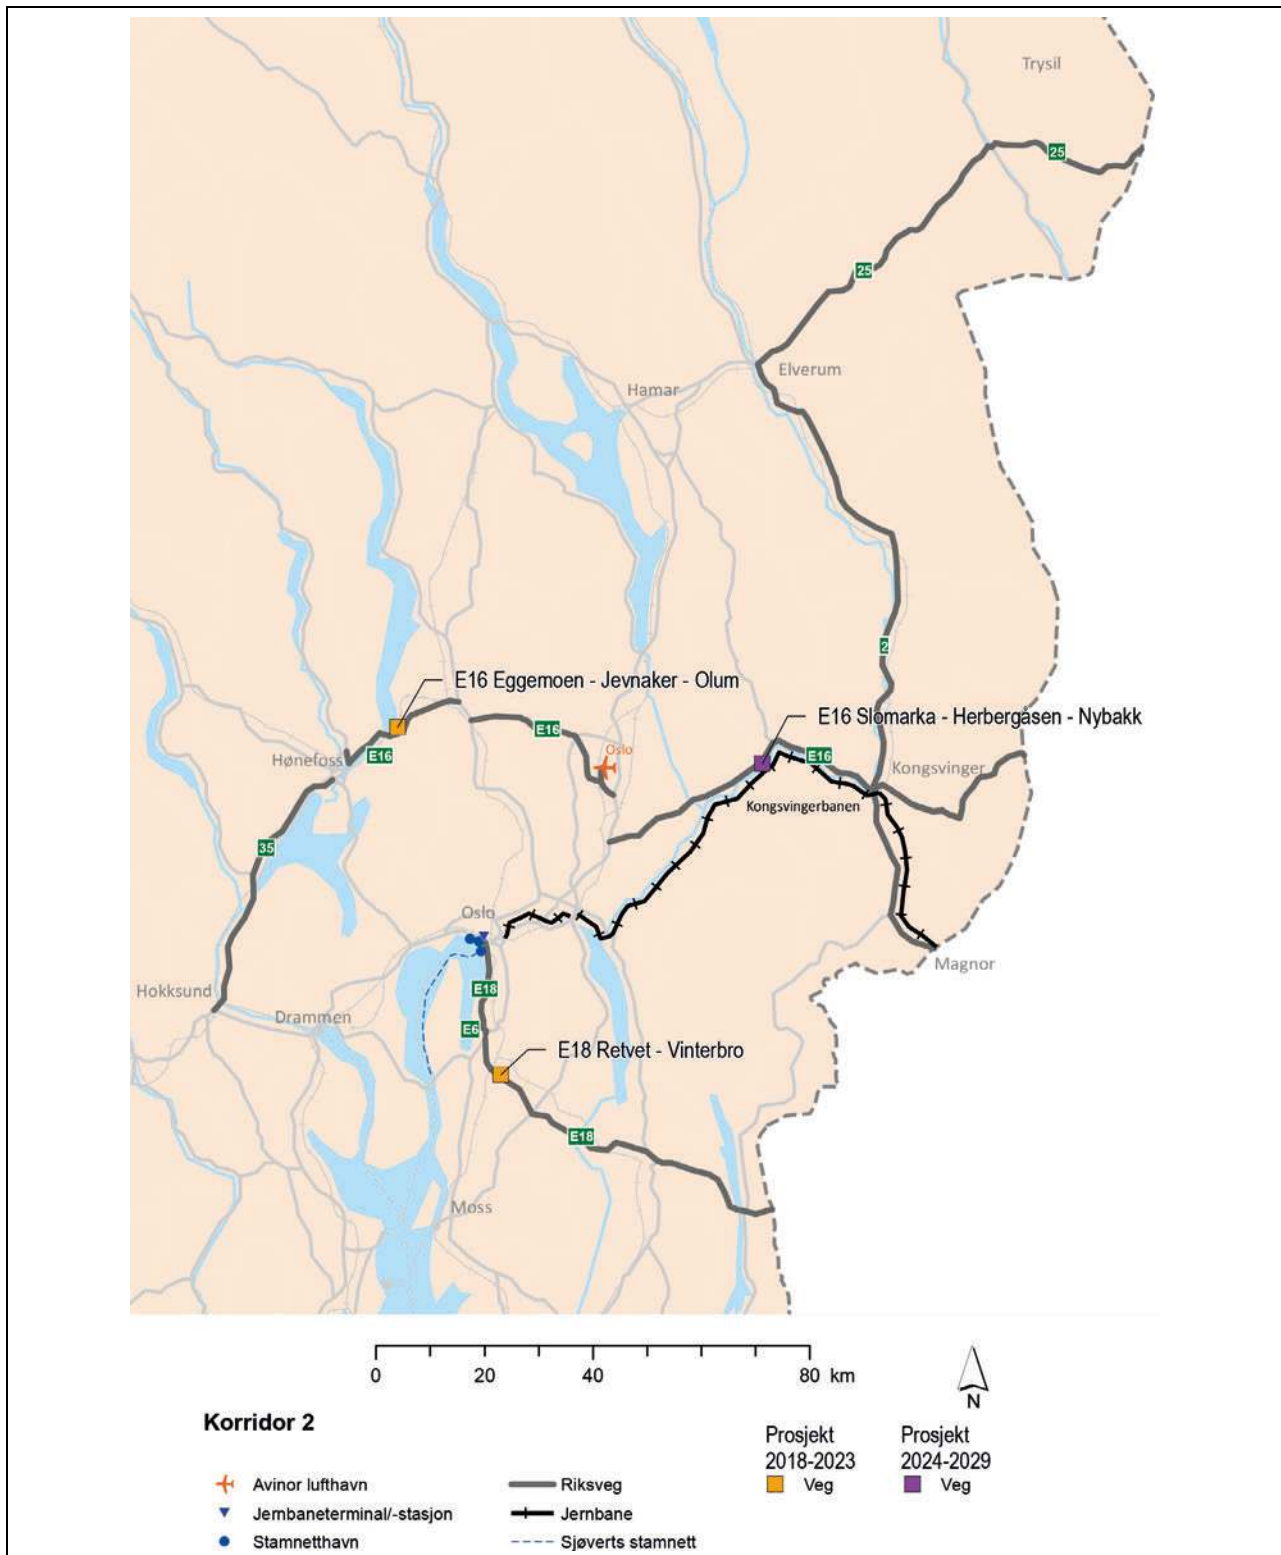 Trysil
25
25
Elverum
Hamar
2
E16 Eggemoen - Jevnaker - Olum
E16 Slomarka - Herbergåsen - Nybakk
E16
E16
Oslo
E16
Hønefoss
Kongsvinger
Kongsvingerbanen
35
Oslo
Magnor
Hokksund
E18
Drammen
E6
E18 Retvet - Vinterbro
E18
Moss
0 20 40 80 km
N
Korridor 2
Prosjekt
2018-2023
Veg
Prosjekt
2024-2029
Veg
Avinor lufthavn
Riksveg
Jernbaneterminal/-stasjon
Jernbane
Stamnetthavn
Sjøverts stamnett